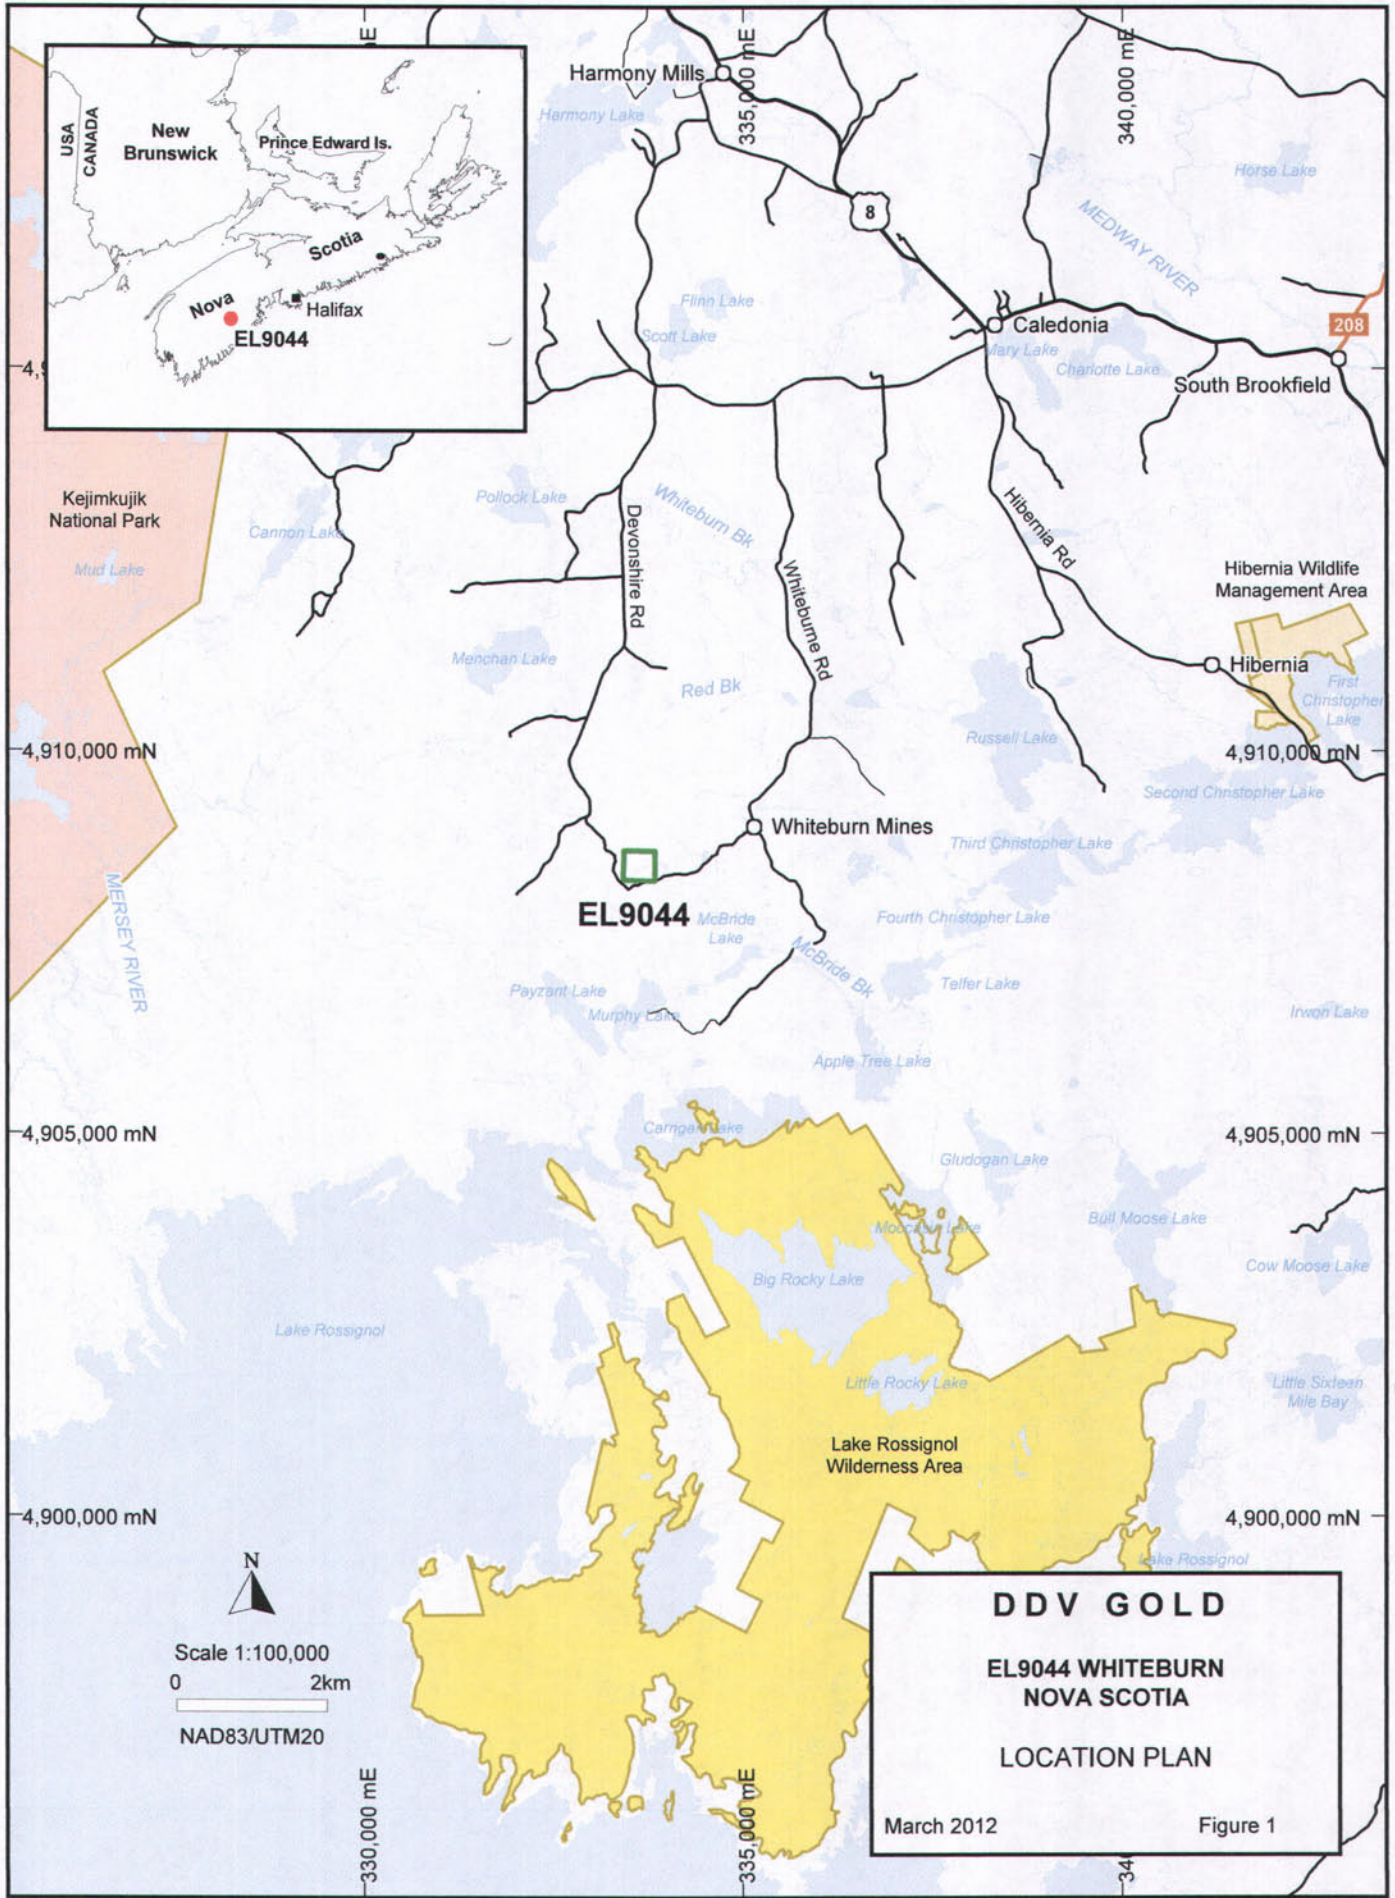 USA
CANADA
New
Brunswick
Prince Edward Is.
Nova
Scotia
Halifax
EL9044
335,000 mE
340,000 mE
Harmony Mills
Harmony Lake
Horse Lake
8
MEDWAY RIVER
Flinn Lake
Scott Lake
Caledonia
208
Mary Lake
Charlotte Lake
South Brookfield
Kejimkujik
National Park
Mud Lake
Cannon Lake
Pollock Lake
Whiteburn Bk
Devonshire Rd
Whiteburne Rd
Hibernia Rd
Hibernia Wildlife
Management Area
Menchan Lake
Red Bk
Hibernia
First
Christopher
Lake
Russell Lake
4,910,000 mN
4,910,000 mN
Second Christopher Lake
Whiteburn Mines
Third Christopher Lake
EL9044
McBride
Lake
Fourth Christopher Lake
MERSEY RIVER
McBride Bk
Payzant Lake
Murphy Lake
Telfer Lake
Irwon Lake
Apple Tree Lake
4,905,000 mN
Carrigan Lake
4,905,000 mN
Gludogan Lake
Moccasin Lake
Bull Moose Lake
Big Rocky Lake
Cow Moose Lake
Lake Rossignol
Little Rocky Lake
Little Sixteen
Mile Bay
Lake Rossignol
Wilderness Area
4,900,000 mN
4,900,000 mN
Lake Rossignol
N
Scale 1:100,000
0 2km
NAD83/UTM20
330,000 mE
335,000 mE
DDV GOLD
EL9044 WHITEBURN
NOVA SCOTIA
LOCATION PLAN
March 2012 Figure 1